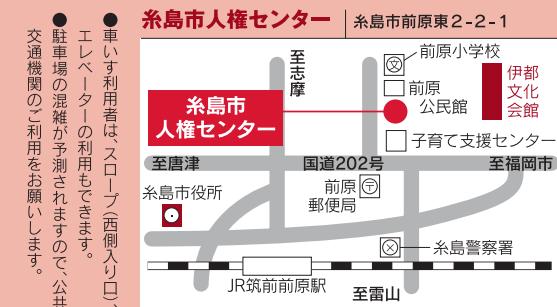 糸島市人権センター 糸島市前原東2-2-1
●車いす利用者は、スロープ（西側入り口）、
エレベーターの利用もできます。
●駐車場の混雑が予測されますので、公共
交通機関のご利用をお願いします。
至志摩
文
前原小学校
前原
公民館
伊都
文化
会館
糸島市
人権センター
子育て支援センター
至唐津
国道202号
至福岡市
糸島市役所
前原
郵便局
〒
糸島警察署
JR筑前前原駅
至雷山